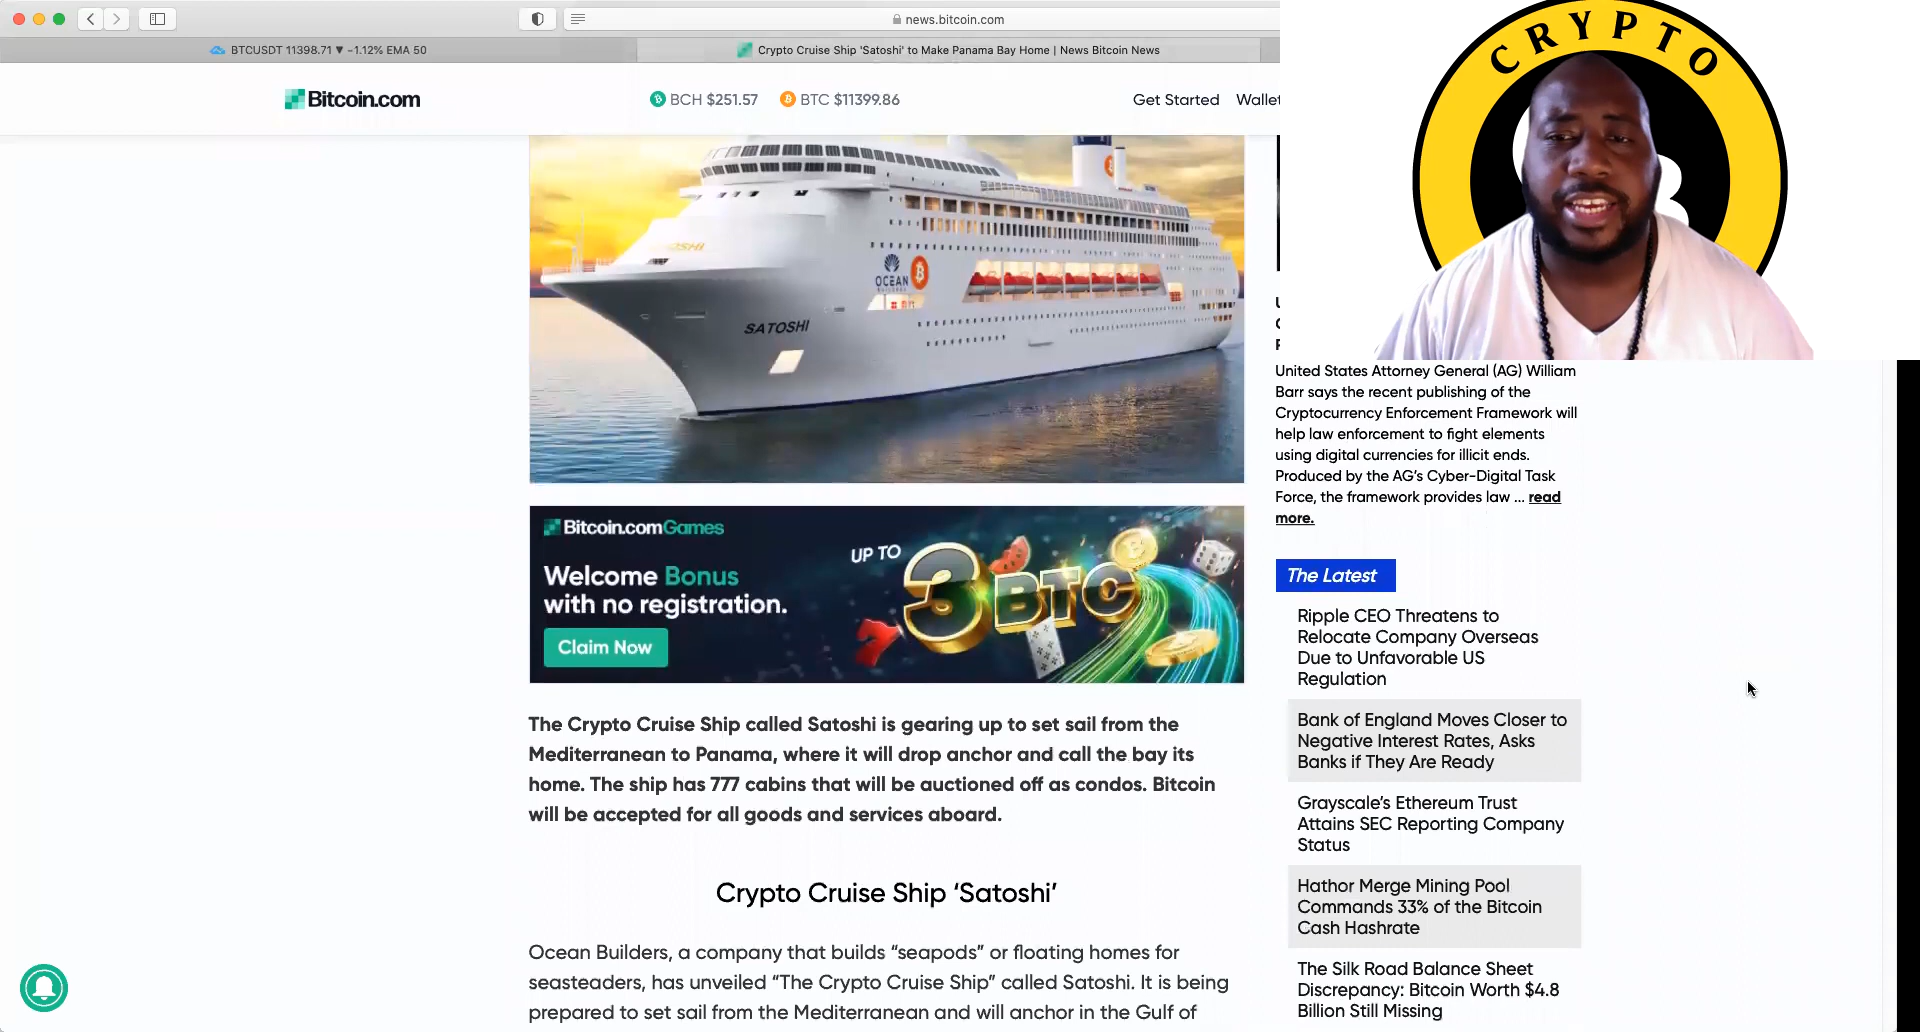 news.bitcoin.com
BTCUSDT 11398.71 ▼ −1.12% EMA 50
Crypto Cruise Ship 'Satoshi' to Make Panama Bay Home | News Bitcoin News
Bitcoin.com
BCH $251.57
BTC $11399.86
Get Started
Wallet
CRYPTO
OCEAN
SATOSHI
United States Attorney General (AG) William
Barr says the recent publishing of the
Cryptocurrency Enforcement Framework will
help law enforcement to fight elements
using digital currencies for illicit ends.
Produced by the AG's Cyber-Digital Task
Force, the framework provides law ... read
more.
Bitcoin.comGames
Welcome Bonus
with no registration.
Claim Now
UP TO
3 BTC
The Latest
Ripple CEO Threatens to
Relocate Company Overseas
Due to Unfavorable US
Regulation
Bank of England Moves Closer to
Negative Interest Rates, Asks
Banks if They Are Ready
Grayscale's Ethereum Trust
Attains SEC Reporting Company
Status
Hathor Merge Mining Pool
Commands 33% of the Bitcoin
Cash Hashrate
The Silk Road Balance Sheet
Discrepancy: Bitcoin Worth $4.8
Billion Still Missing
The Crypto Cruise Ship called Satoshi is gearing up to set sail from the
Mediterranean to Panama, where it will drop anchor and call the bay its
home. The ship has 777 cabins that will be auctioned off as condos. Bitcoin
will be accepted for all goods and services aboard.
Crypto Cruise Ship ‘Satoshi’
Ocean Builders, a company that builds “seapods” or floating homes for
seasteaders, has unveiled “The Crypto Cruise Ship” called Satoshi. It is being
prepared to set sail from the Mediterranean and will anchor in the Gulf of